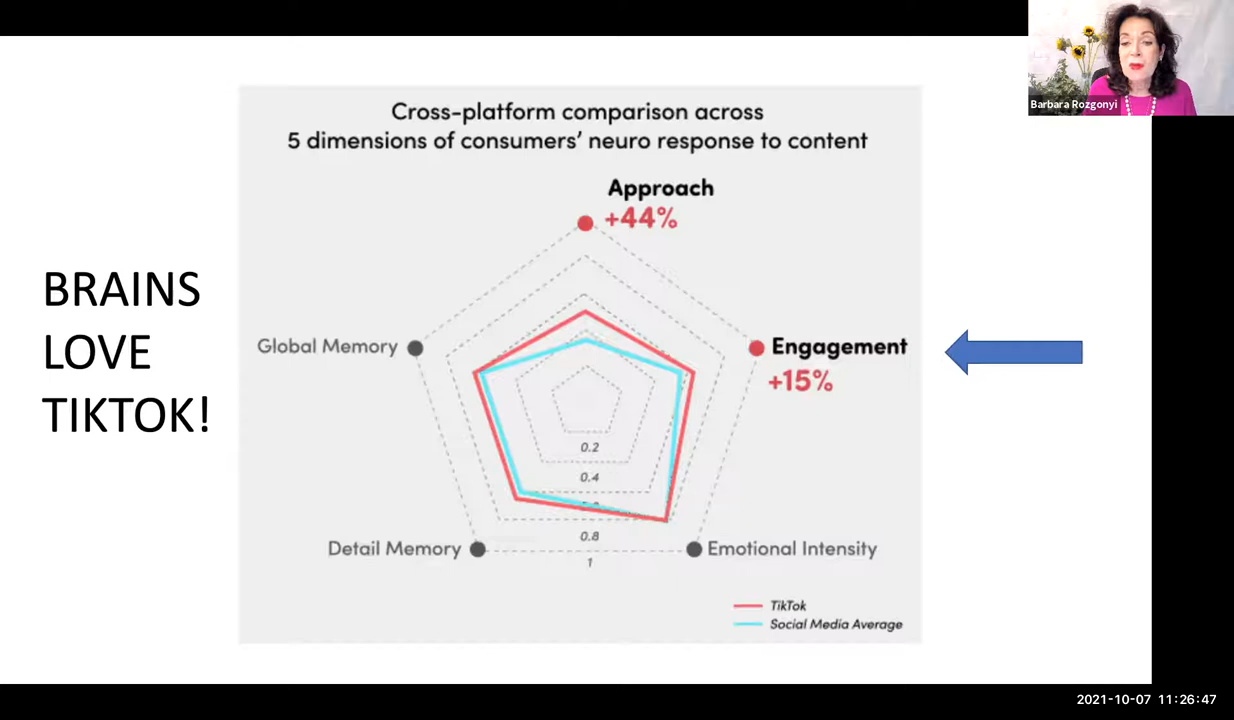 Barbara Rozgonyi
Cross-platform comparison across
5 dimensions of consumers' neuro response to content
Approach
+44%
BRAINS
LOVE
TIKTOK!
Global Memory
Engagement
+15%
0.2
0.4
0.8
1
Detail Memory
Emotional Intensity
TikTok
Social Media Average
2021-10-07 11:26:47